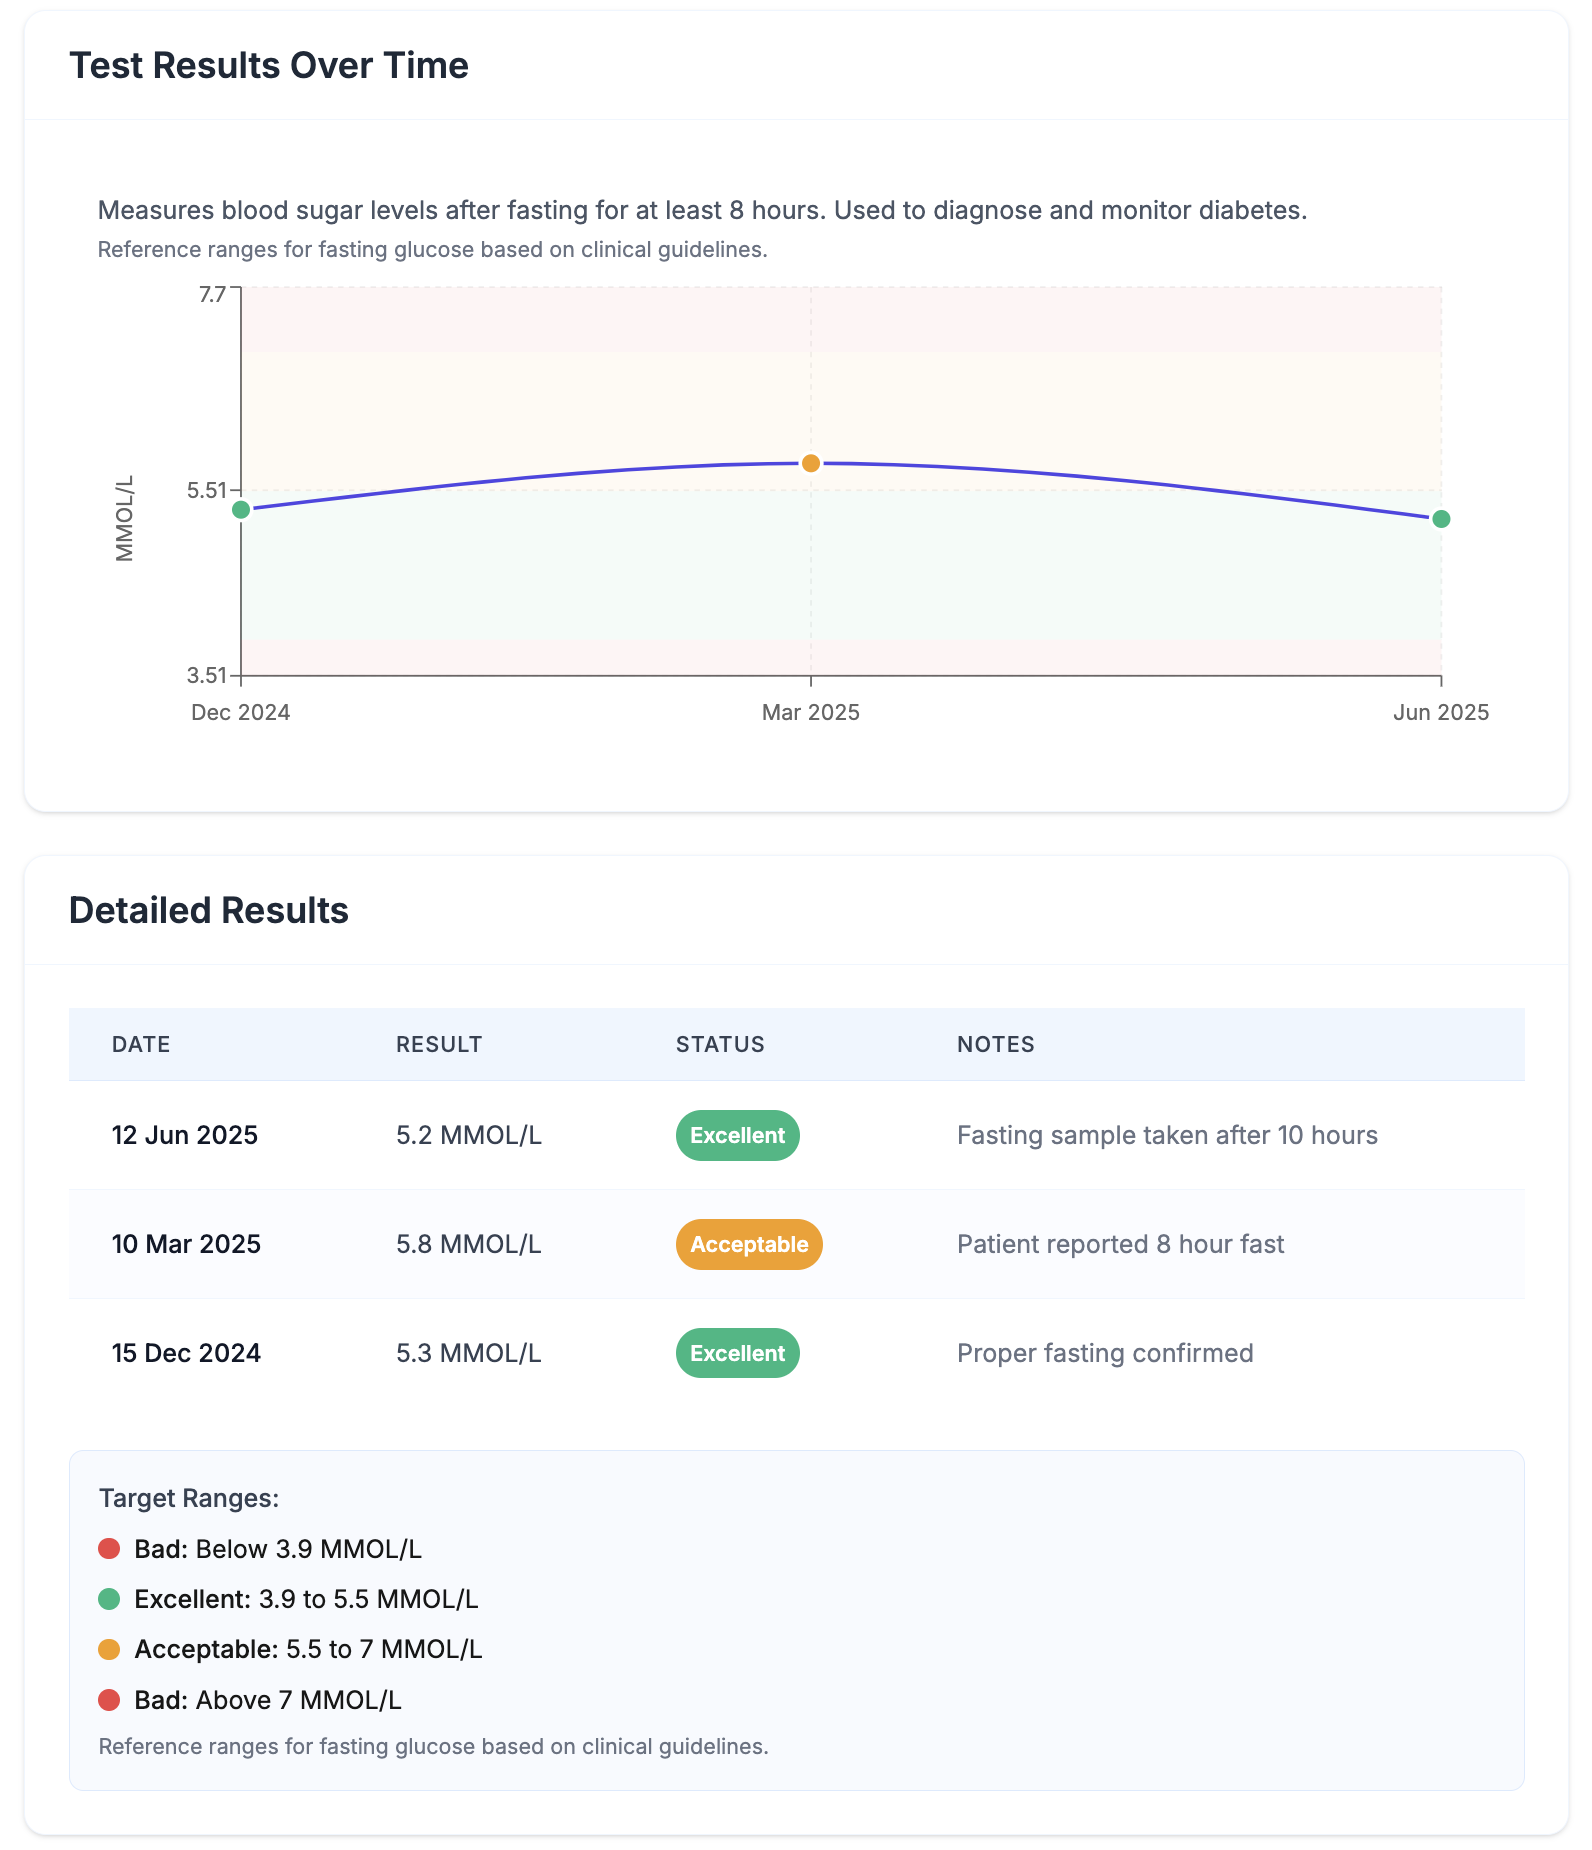 Test Results Over Time
Measures blood sugar levels after fasting for at least 8 hours. Used to diagnose and monitor diabetes.
Reference ranges for fasting glucose based on clinical guidelines.
7.7
5.51
3.51
MMOL/L
Dec 2024 Mar 2025 Jun 2025
Detailed Results
DATE RESULT STATUS NOTES
12 Jun 2025 5.2 MMOL/L Excellent Fasting sample taken after 10 hours
10 Mar 2025 5.8 MMOL/L Acceptable Patient reported 8 hour fast
15 Dec 2024 5.3 MMOL/L Excellent Proper fasting confirmed
Target Ranges:
Bad: Below 3.9 MMOL/L
Excellent: 3.9 to 5.5 MMOL/L
Acceptable: 5.5 to 7 MMOL/L
Bad: Above 7 MMOL/L
Reference ranges for fasting glucose based on clinical guidelines.